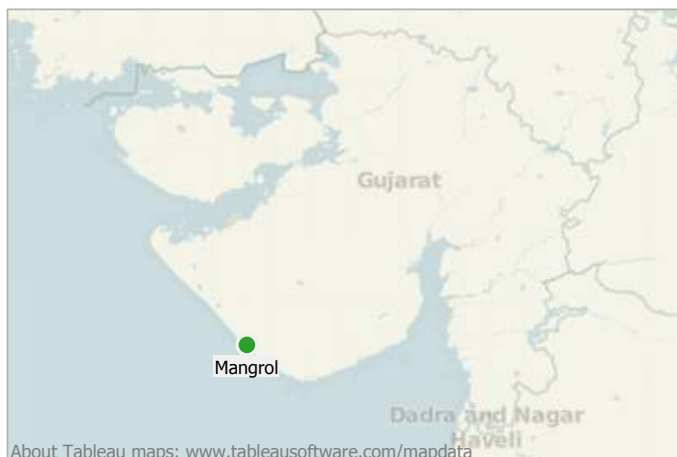 Gujarat
Mangrol
Dadra and Nagar
Haveli
About Tableau maps: www.tableausoftware.com/mapdata